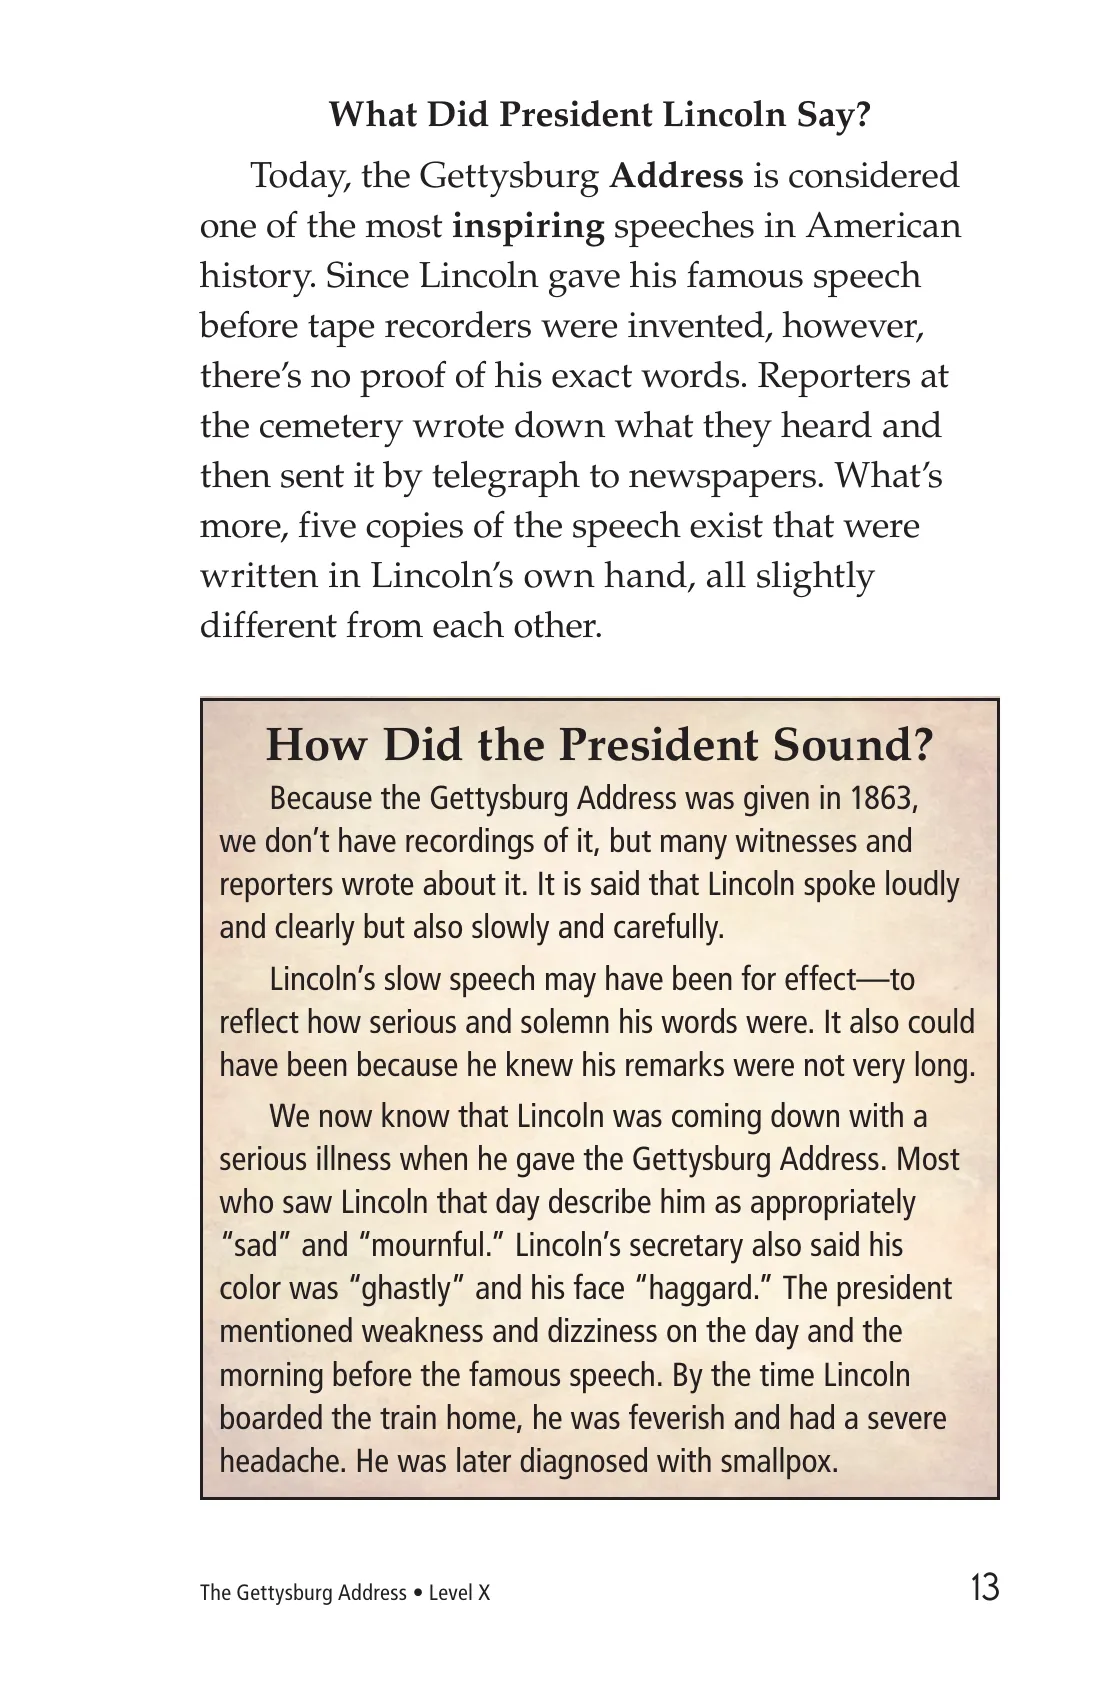 What Did President Lincoln Say?
Today, the Gettysburg Address is considered
one of the most inspiring speeches in American
history. Since Lincoln gave his famous speech
before tape recorders were invented, however,
there’s no proof of his exact words. Reporters at
the cemetery wrote down what they heard and
then sent it by telegraph to newspapers. What’s
more, five copies of the speech exist that were
written in Lincoln’s own hand, all slightly
different from each other.
How Did the President Sound?
Because the Gettysburg Address was given in 1863,
we don’t have recordings of it, but many witnesses and
reporters wrote about it. It is said that Lincoln spoke loudly
and clearly but also slowly and carefully.
Lincoln’s slow speech may have been for effect—to
reflect how serious and solemn his words were. It also could
have been because he knew his remarks were not very long.
We now know that Lincoln was coming down with a
serious illness when he gave the Gettysburg Address. Most
who saw Lincoln that day describe him as appropriately
“sad” and “mournful.” Lincoln’s secretary also said his
color was “ghastly” and his face “haggard.” The president
mentioned weakness and dizziness on the day and the
morning before the famous speech. By the time Lincoln
boarded the train home, he was feverish and had a severe
headache. He was later diagnosed with smallpox.
The Gettysburg Address • Level X
13